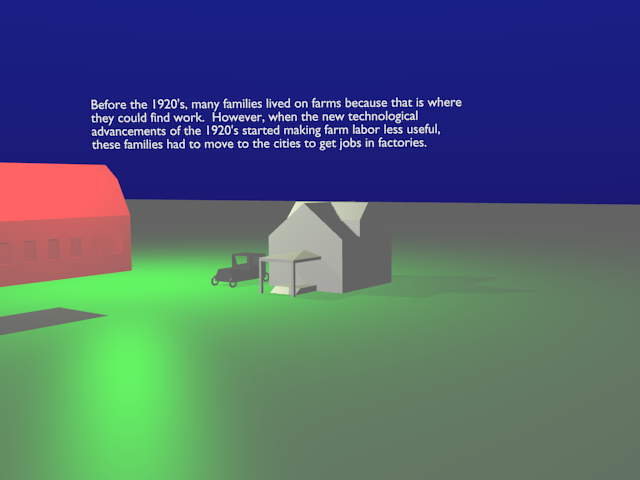 Before the 1920's, many families lived on farms because that is where
they could find work.  However, when the new technological
advancements of the 1920's started making farm labor less useful,
these families had to move to the cities to get jobs in factories.